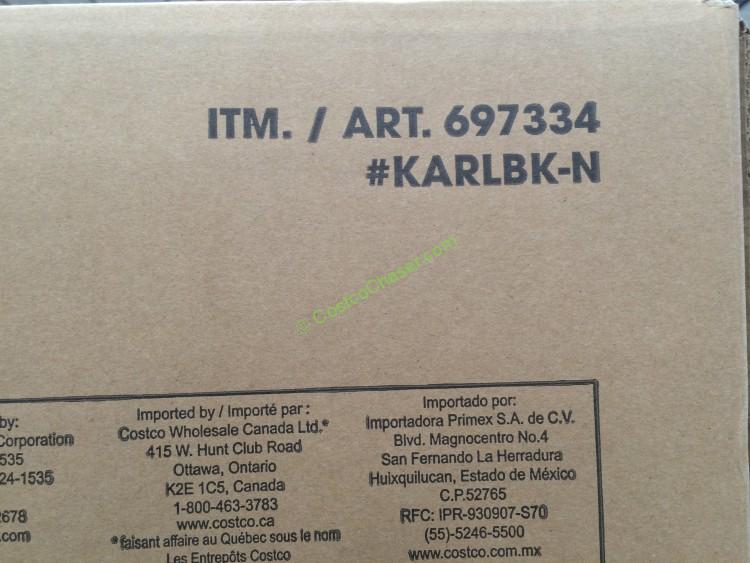 ITM. / ART. 697334
#KARLBK-N
© CostcoChaser.com
by:
Corporation
535
24-1535
2678
.com
Imported by / Importé par :
Costco Wholesale Canada Ltd.*
415 W. Hunt Club Road
Ottawa, Ontario
K2E 1C5, Canada
1-800-463-3783
www.costco.ca
*faisant affaire au Québec sous le nom
Les Entrepôts Costco
Importado por:
Importadora Primex S.A. de C.V.
Blvd. Magnocentro No.4
San Fernando La Herradura
Huixquilucan, Estado de México
C.P.52765
RFC: IPR-930907-S70
(55)-5246-5500
www.costco.com.mx